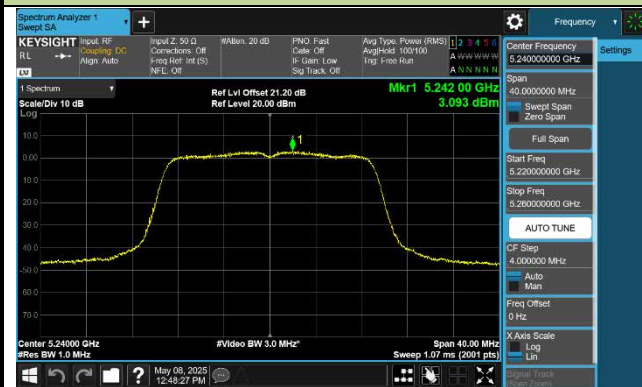 Spectrum Analyzer 1
Swept SA
Frequency
KEYSIGHT Input: RF
Coupling: DC
Align: Auto
RL
LXI
Input Z: 50 Ω
Corrections: Off
Freq Ref: Int (S)
NFE: Off
#Atten: 20 dB
PNO: Fast
Gate: Off
IF Gain: Low
Sig Track: Off
Avg Type: Power (RMS)
Avg|Hold: 100/100
Trig: Free Run
1 2 3 4 5 6
A W W W W W
A N N N N N
1 Spectrum
Scale/Div 10 dB
Log
Ref Lvl Offset 21.20 dB
Ref Level 20.00 dBm
Mkr1 5.242 00 GHz
3.093 dBm
1
10.0
0.00
-10.0
-20.0
-30.0
-40.0
-50.0
-60.0
-70.0
Center 5.24000 GHz
#Res BW 1.0 MHz
#Video BW 3.0 MHz*
Span 40.00 MHz
Sweep 1.07 ms (2001 pts)
May 08, 2025
12:48:27 PM
Settings
Center Frequency
5.240000000 GHz
Span
40.0000000 MHz
Swept Span
Zero Span
Full Span
Start Freq
5.220000000 GHz
Stop Freq
5.260000000 GHz
AUTO TUNE
CF Step
4.000000 MHz
Auto
Man
Freq Offset
0 Hz
X Axis Scale
Log
Lin
Signal Track
(Span Zoom)